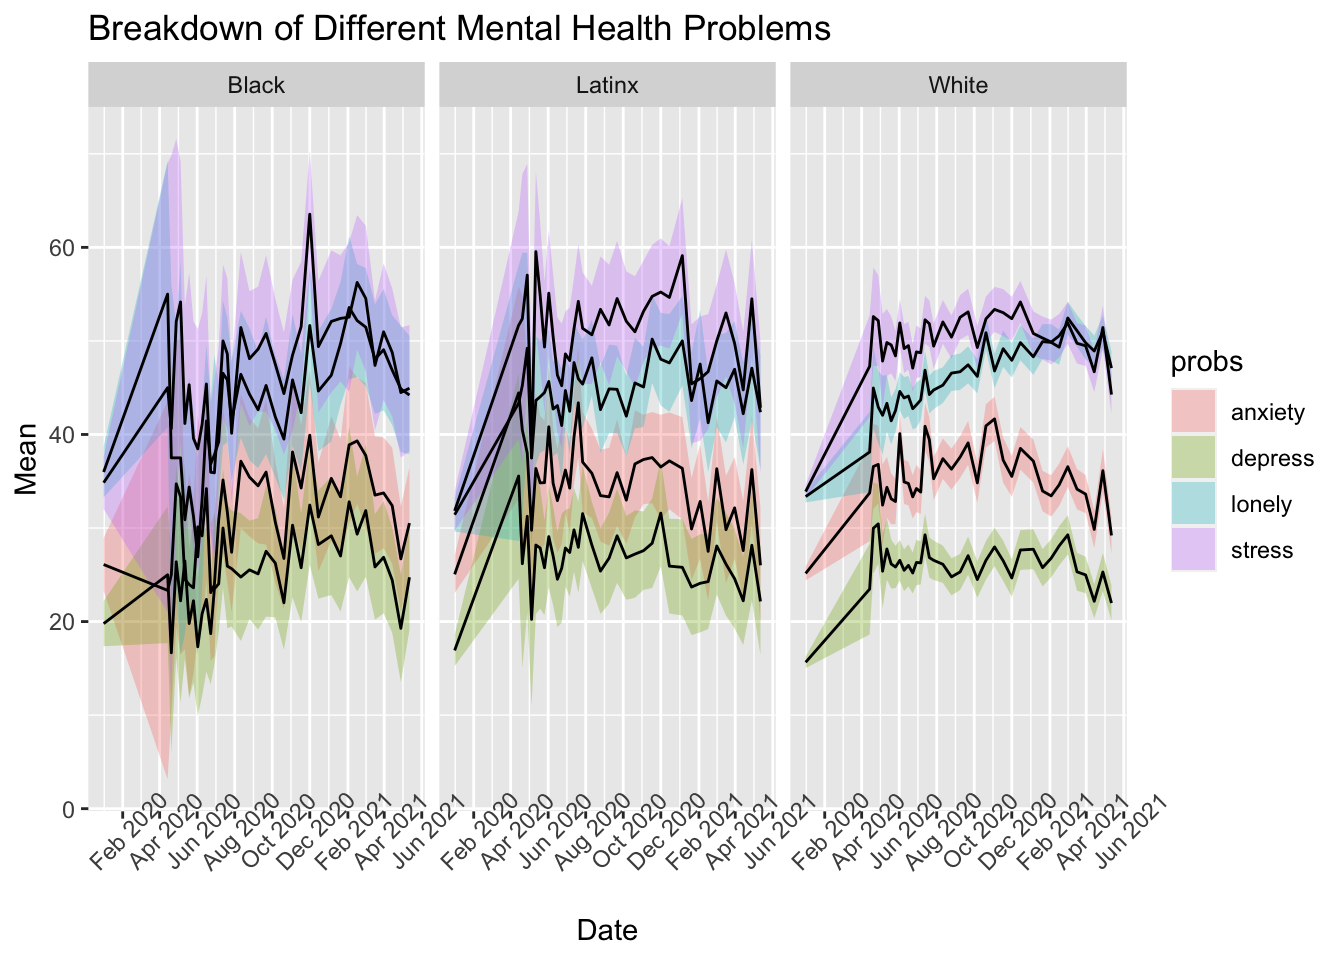 Breakdown of Different Mental Health Problems
Black
Latinx
White
60
40
20
0
Mean
Feb 2020
Apr 2020
Jun 2020
Aug 2020
Oct 2020
Dec 2020
Feb 2021
Apr 2021
Jun 2021
Feb 2020
Apr 2020
Jun 2020
Aug 2020
Oct 2020
Dec 2020
Feb 2021
Apr 2021
Jun 2021
Feb 2020
Apr 2020
Jun 2020
Aug 2020
Oct 2020
Dec 2020
Feb 2021
Apr 2021
Jun 2021
Date
probs
anxiety
depress
lonely
stress